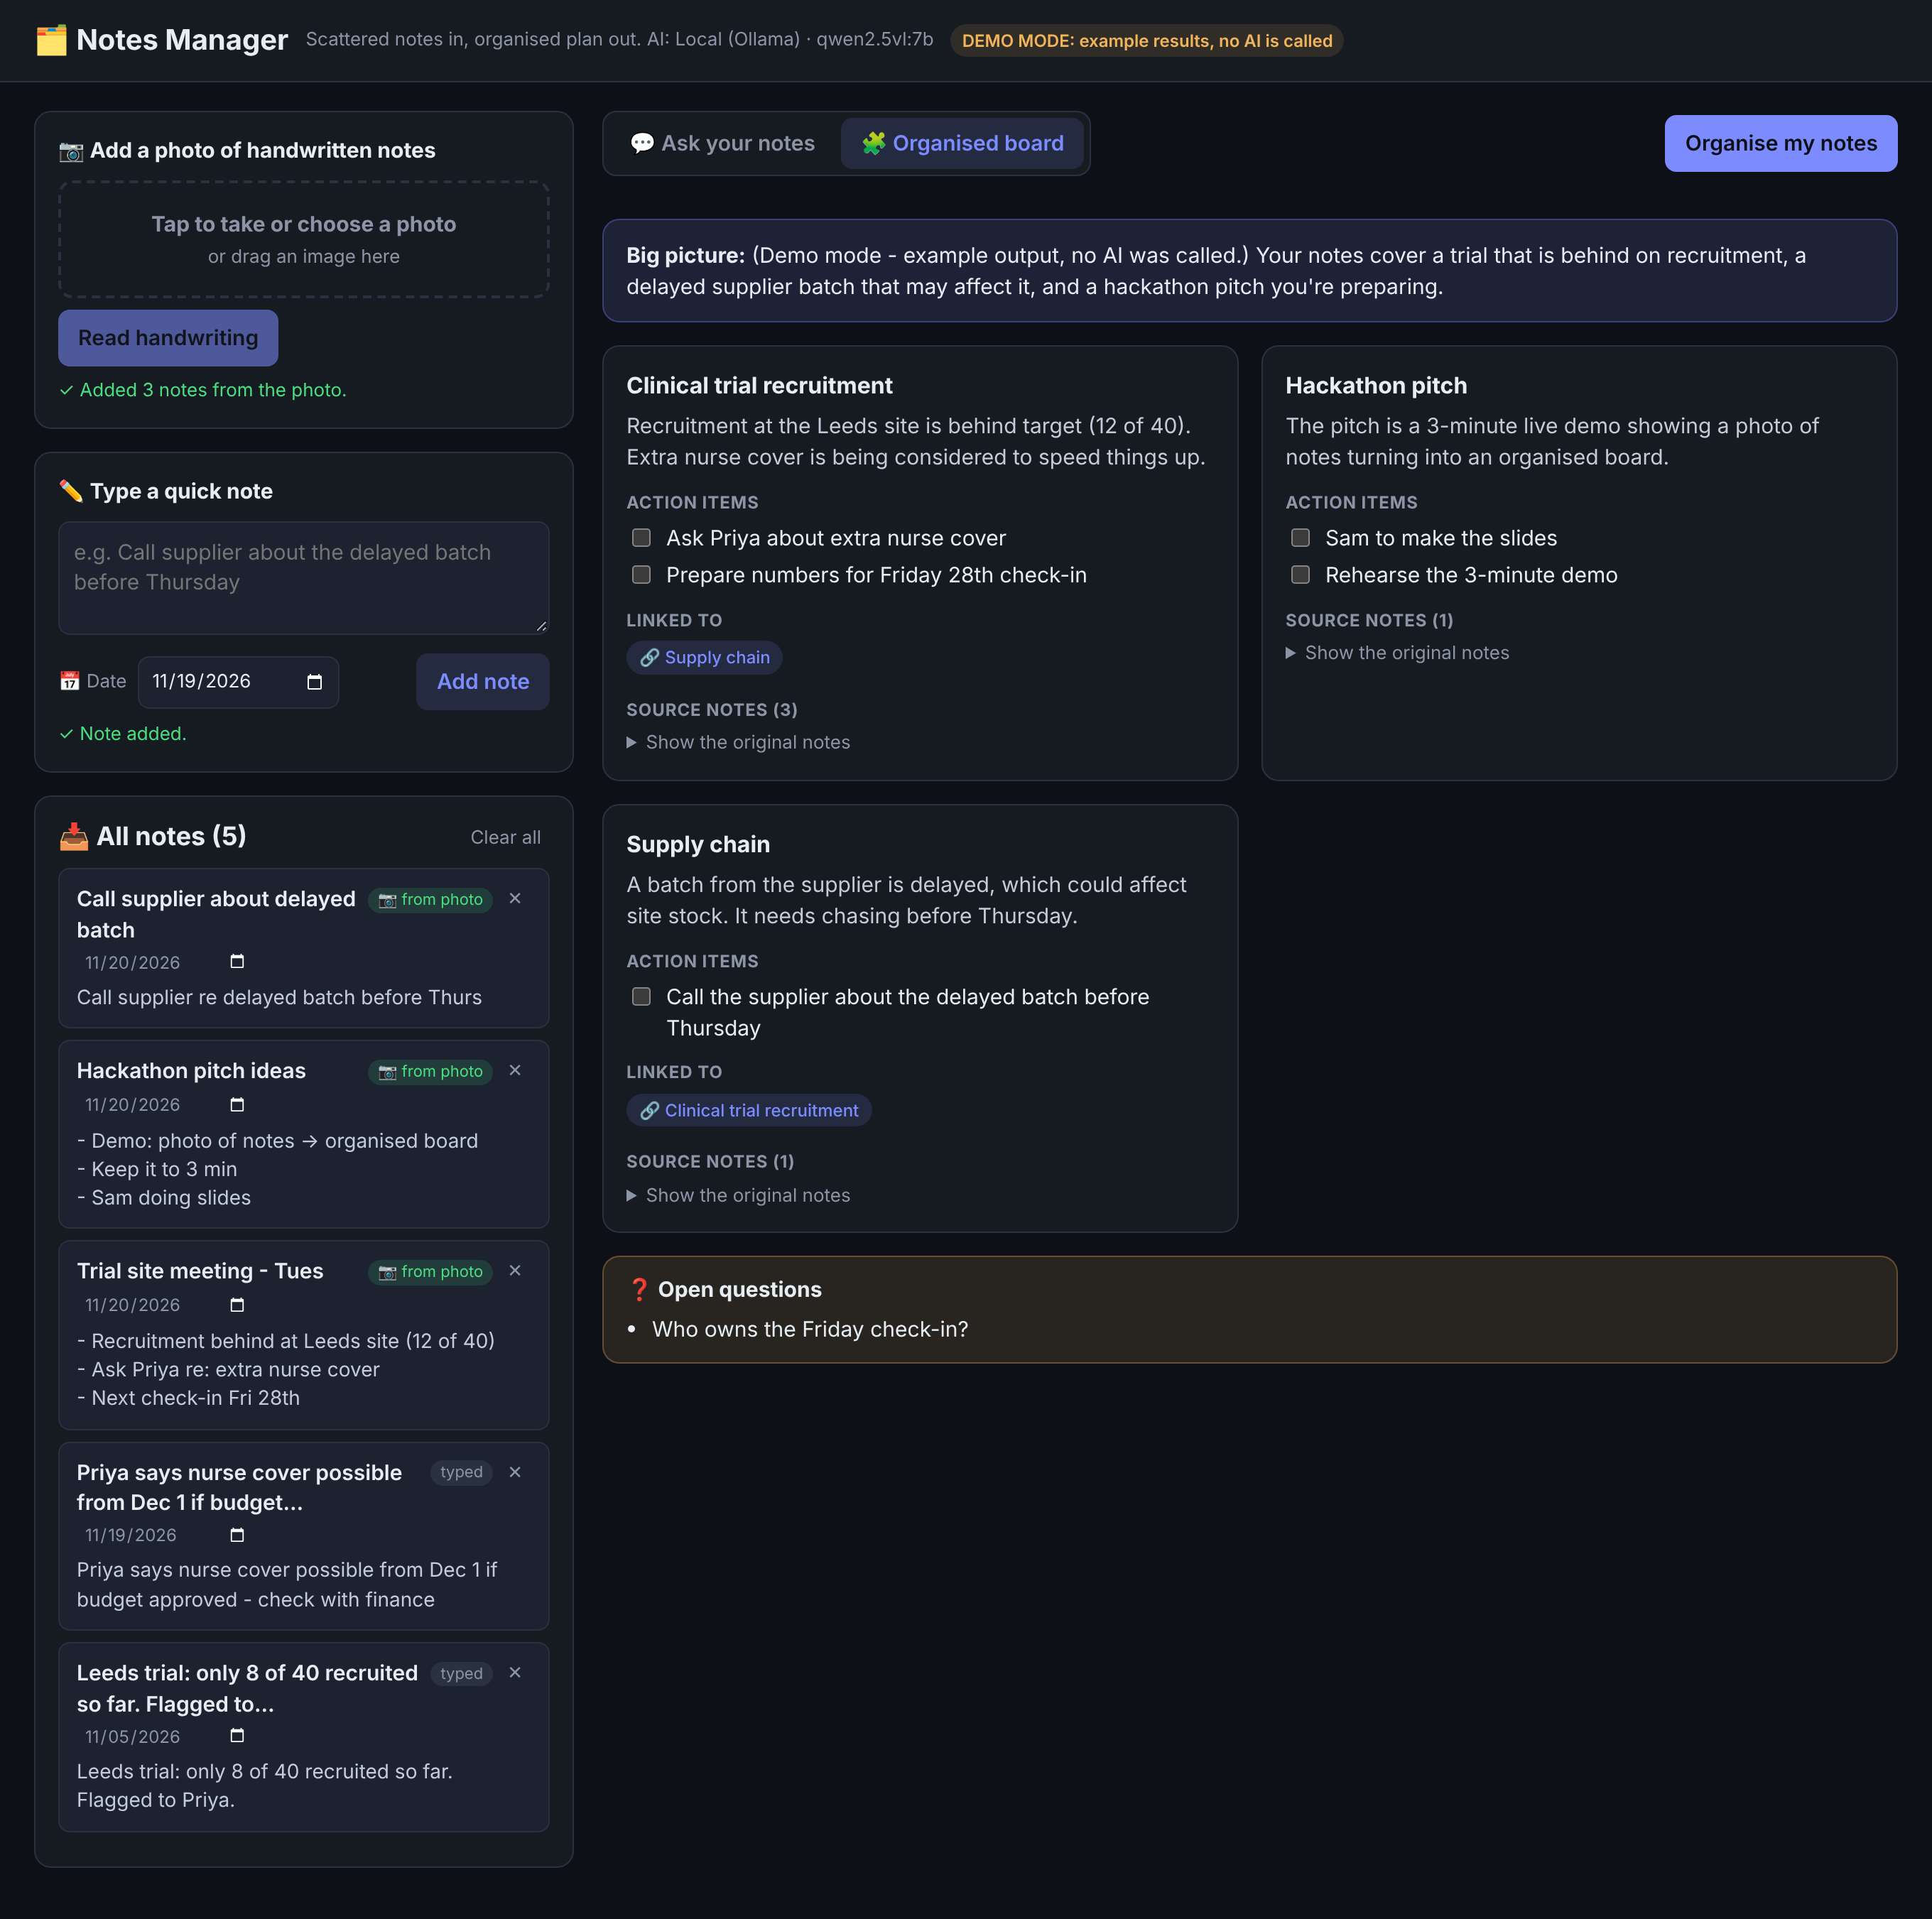 Notes Manager
Scattered notes in, organised plan out. AI: Local (Ollama) · qwen2.5vl:7b
DEMO MODE: example results, no AI is called
Add a photo of handwritten notes
Tap to take or choose a photo
or drag an image here
Read handwriting
✓ Added 3 notes from the photo.
Type a quick note
e.g. Call supplier about the delayed batch
before Thursday
Date
11/19/2026
Add note
✓ Note added.
All notes (5)
Clear all
Call supplier about delayed
batch
from photo
×
11/20/2026
Call supplier re delayed batch before Thurs
Hackathon pitch ideas
from photo
×
11/20/2026
- Demo: photo of notes → organised board
- Keep it to 3 min
- Sam doing slides
Trial site meeting - Tues
from photo
×
11/20/2026
- Recruitment behind at Leeds site (12 of 40)
- Ask Priya re: extra nurse cover
- Next check-in Fri 28th
Priya says nurse cover possible
from Dec 1 if budget...
typed
×
11/19/2026
Priya says nurse cover possible from Dec 1 if
budget approved - check with finance
Leeds trial: only 8 of 40 recruited
so far. Flagged to...
typed
×
11/05/2026
Leeds trial: only 8 of 40 recruited so far.
Flagged to Priya.
Ask your notes
Organised board
Organise my notes
Big picture: (Demo mode - example output, no AI was called.) Your notes cover a trial that is behind on recruitment, a
delayed supplier batch that may affect it, and a hackathon pitch you're preparing.
Clinical trial recruitment
Recruitment at the Leeds site is behind target (12 of 40).
Extra nurse cover is being considered to speed things up.
ACTION ITEMS
Ask Priya about extra nurse cover
Prepare numbers for Friday 28th check-in
LINKED TO
Supply chain
SOURCE NOTES (3)
Show the original notes
Hackathon pitch
The pitch is a 3-minute live demo showing a photo of
notes turning into an organised board.
ACTION ITEMS
Sam to make the slides
Rehearse the 3-minute demo
SOURCE NOTES (1)
Show the original notes
Supply chain
A batch from the supplier is delayed, which could affect
site stock. It needs chasing before Thursday.
ACTION ITEMS
Call the supplier about the delayed batch before
Thursday
LINKED TO
Clinical trial recruitment
SOURCE NOTES (1)
Show the original notes
Open questions
• Who owns the Friday check-in?